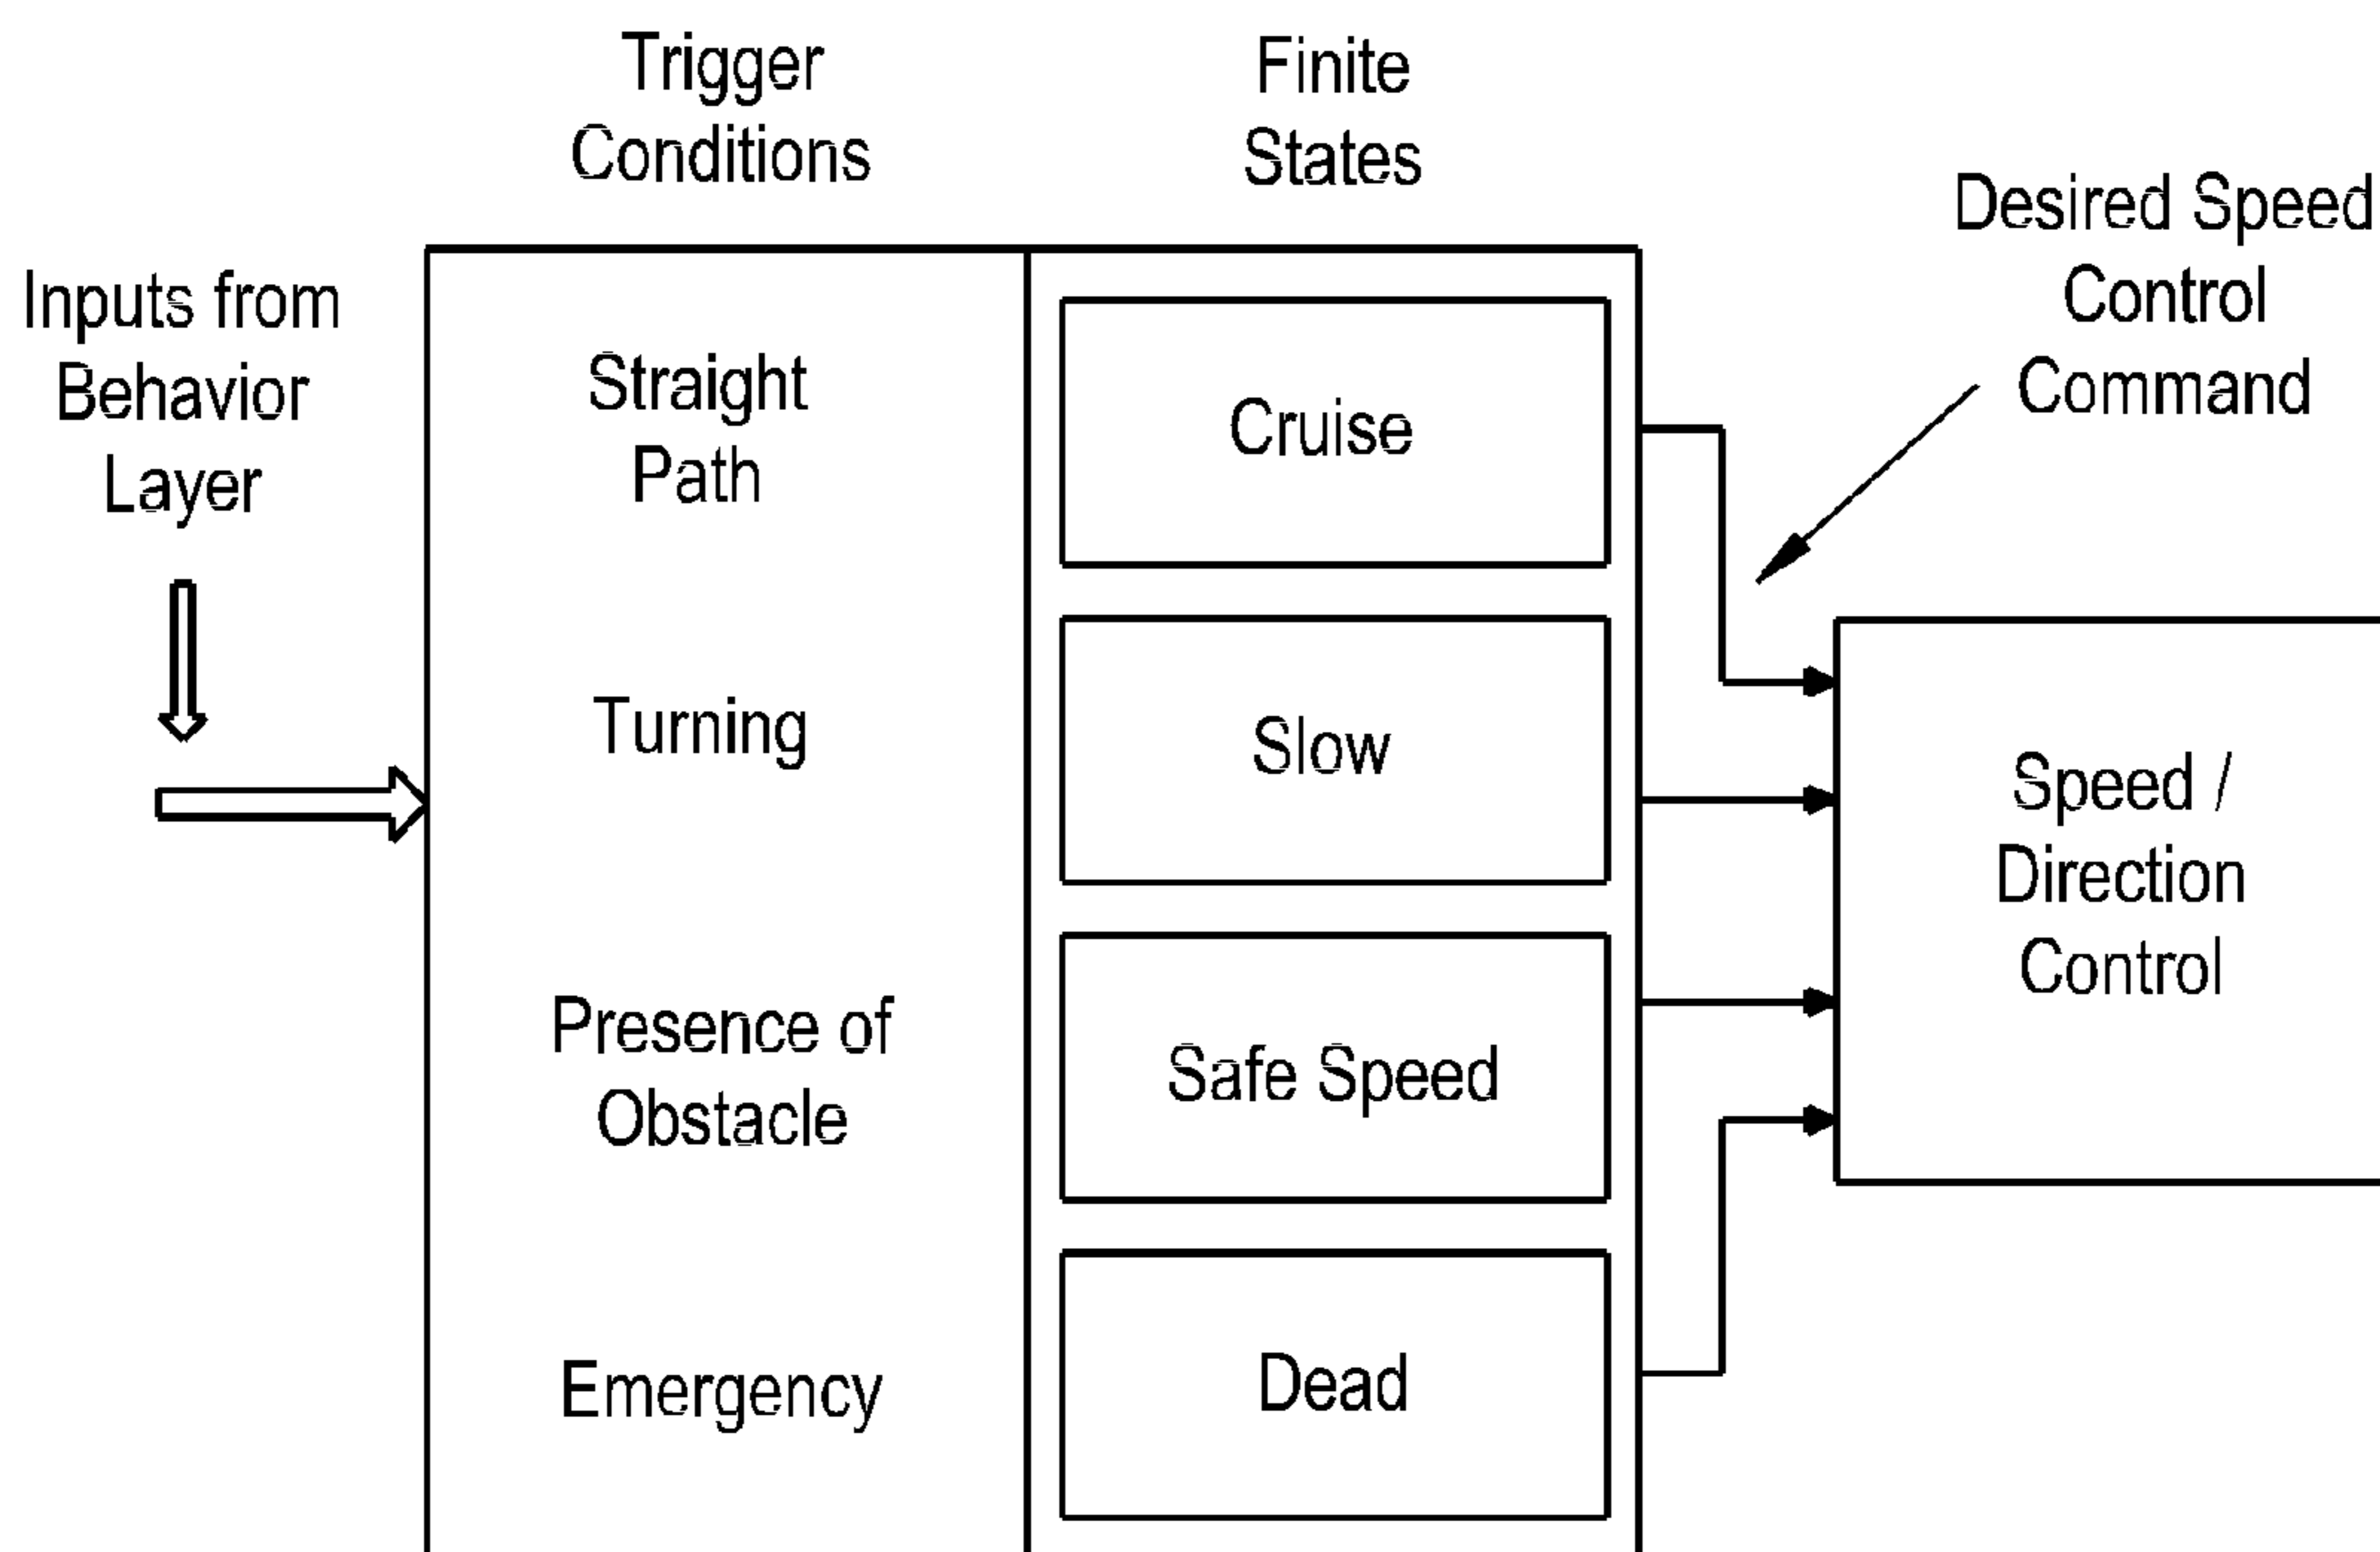 Trigger
Conditions
Finite
States
Desired Speed
Control
Command
Inputs from
Behavior
Layer
Straight
Path
Cruise
Turning
Slow
Speed /
Direction
Control
Presence of
Obstacle
Safe Speed
Emergency
Dead